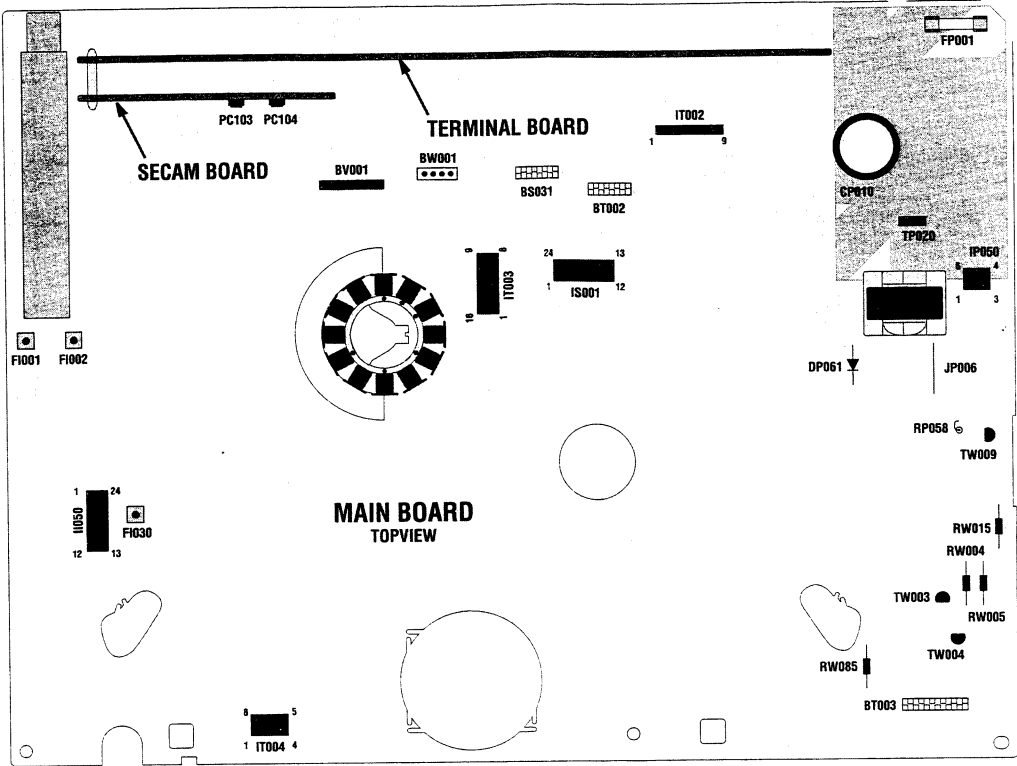 FP001
PC103 PC104
TERMINAL BOARD
IT002
1 9
SECAM BOARD
BV001
BW001
BS031
BT002
CP010
TP020
IP050
6 4
1 3
9 8
IT003
16 1
24 13
1 IS001 12
FI001 FI002
DP061
JP006
RP058
TW009
1 24
II050
12 13
FI030
MAIN BOARD
TOPVIEW
RW015
RW004
TW003
RW005
TW004
RW085
BT003
8 5
1 IT004 4